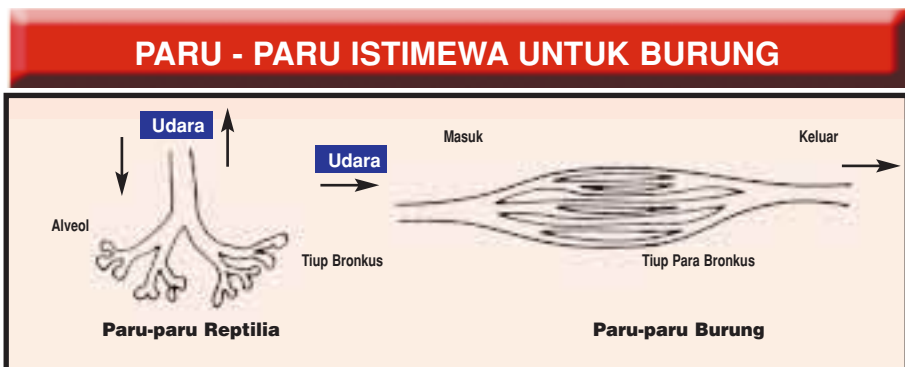 PARU - PARU ISTIMEWA UNTUK BURUNG
Udara
Masuk
Keluar
Udara
Alveol
Tiup Bronkus
Tiup Para Bronkus
Paru-paru Reptilia
Paru-paru Burung